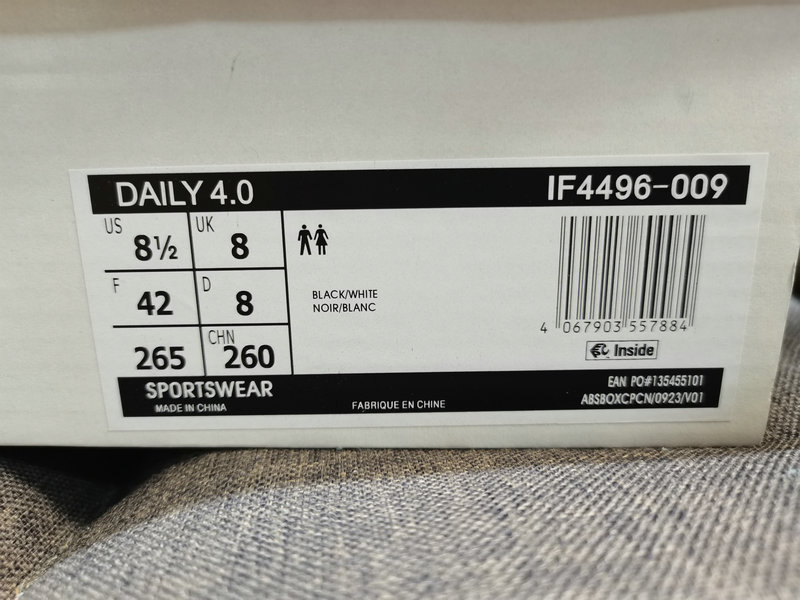 DAILY 4.0 IF4496-009
US 8½ UK 8
F 42 D 8
265 CHN 260
BLACK/WHITE
NOIR/BLANC
4 067903 557884
Inside
SPORTSWEAR
MADE IN CHINA
FABRIQUE EN CHINE
EAN PO#135455101
ABSBOXCPCN/0923/V01